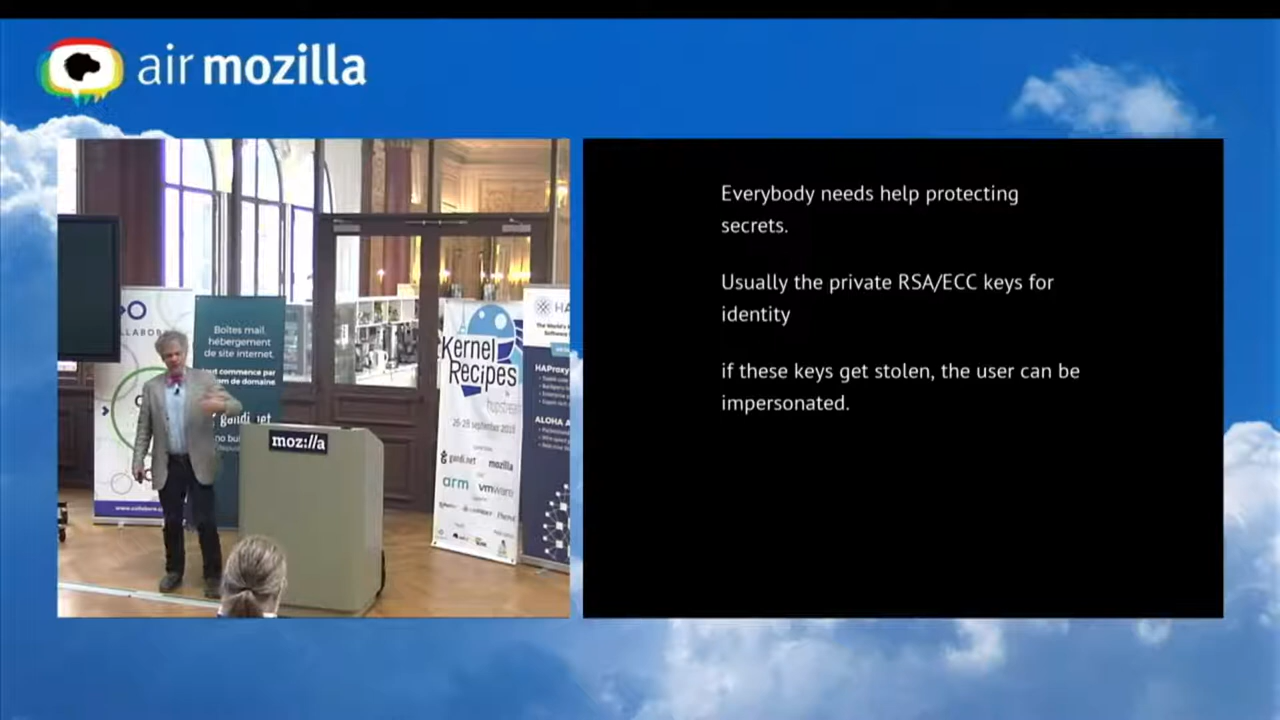 air mozilla
Everybody needs help protecting
secrets.
Usually the private RSA/ECC keys for
identity
if these keys get stolen, the user can be
impersonated.
Boîtes mail,
hébergement
de site internet,
tout commence par
de domaine
gandi.net
moz://a
Kernel
Recipes
hupstream
gandi.net
mozilla
arm
vmware
HAProxy
ALOHA